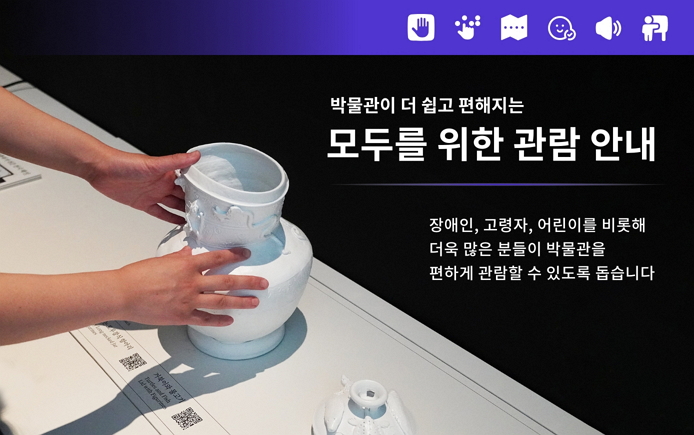 박물관이 더 쉽고 편해지는
모두를 위한 관람 안내
장애인, 고령자, 어린이를 비롯해
더욱 많은 분들이 박물관을
편하게 관람할 수 있도록 돕습니다